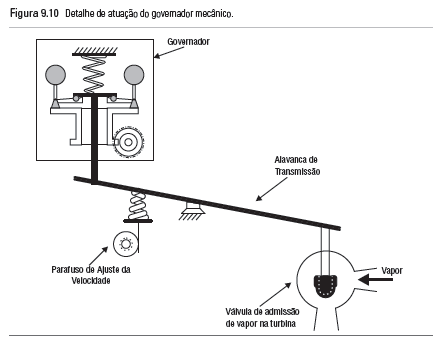 Figura 9.10 Detalhe de atuação do governador mecânico.
Governador
Alavanca de
Transmissão
Parafuso de Ajuste da
Velocidade
Vapor
Válvula de admissão
de vapor na turbina